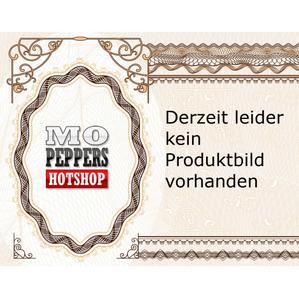 MO
PEPPERS
HOTSHOP
Derzeit leider
kein
Produktbild
vorhanden